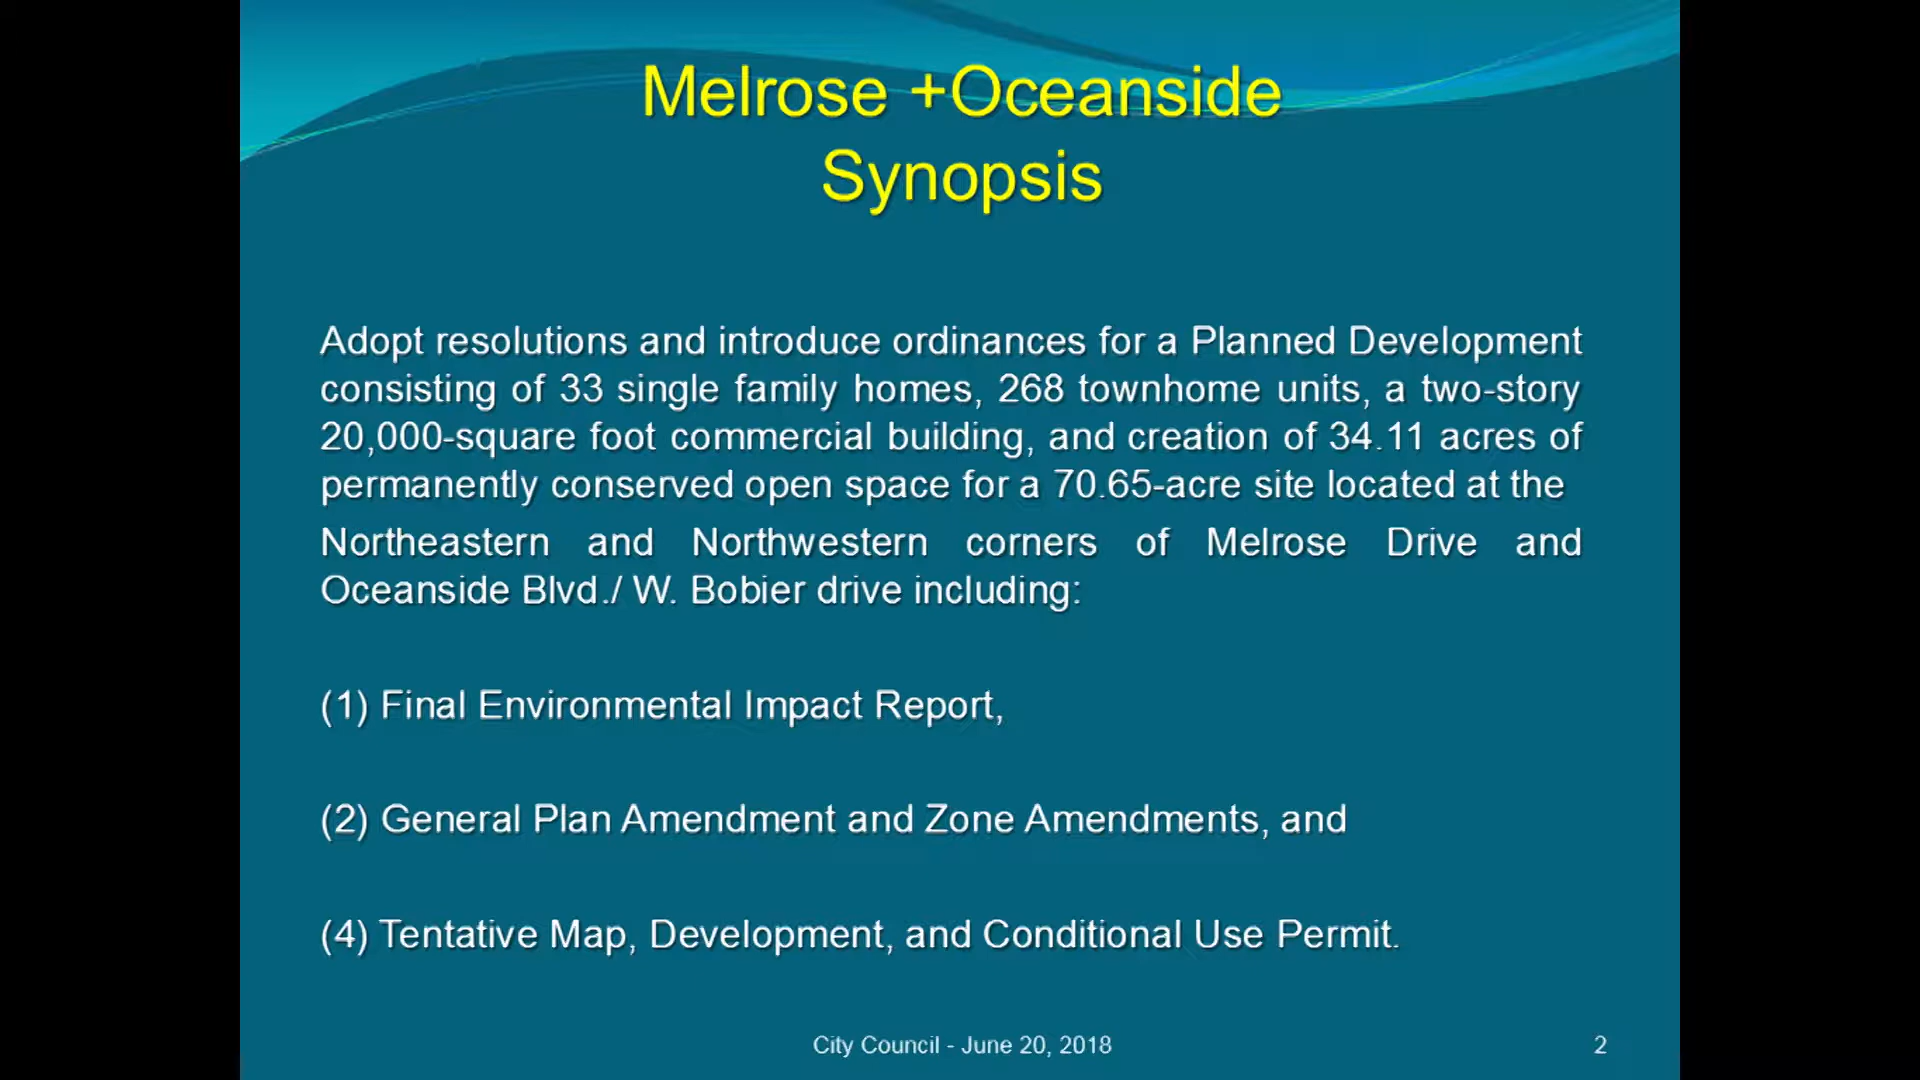 Melrose +Oceanside
Synopsis
Adopt resolutions and introduce ordinances for a Planned Development
consisting of 33 single family homes, 268 townhome units, a two-story
20,000-square foot commercial building, and creation of 34.11 acres of
permanently conserved open space for a 70.65-acre site located at the
Northeastern and Northwestern corners of Melrose Drive and
Oceanside Blvd./ W. Bobier drive including:
(1) Final Environmental Impact Report,
(2) General Plan Amendment and Zone Amendments, and
(4) Tentative Map, Development, and Conditional Use Permit.
City Council - June 20, 2018
2